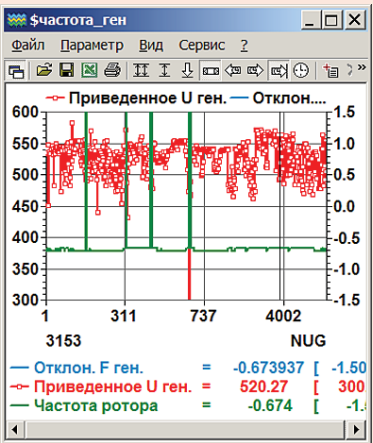 $частота_ген
Файл Параметр Вид Сервис ?
Приведенное U ген. Отклон....
600 1.5
550 1.0
500 0.5
450 0.0
400 -0.5
350 -1.0
300 -1.5
1 311 737 4002
3153 NUG
Отклон. F ген. = -0.673937 [ -1.50
Приведенное U ген. = 520.27 [ 300
Частота ротора = -0.674 [ -1.